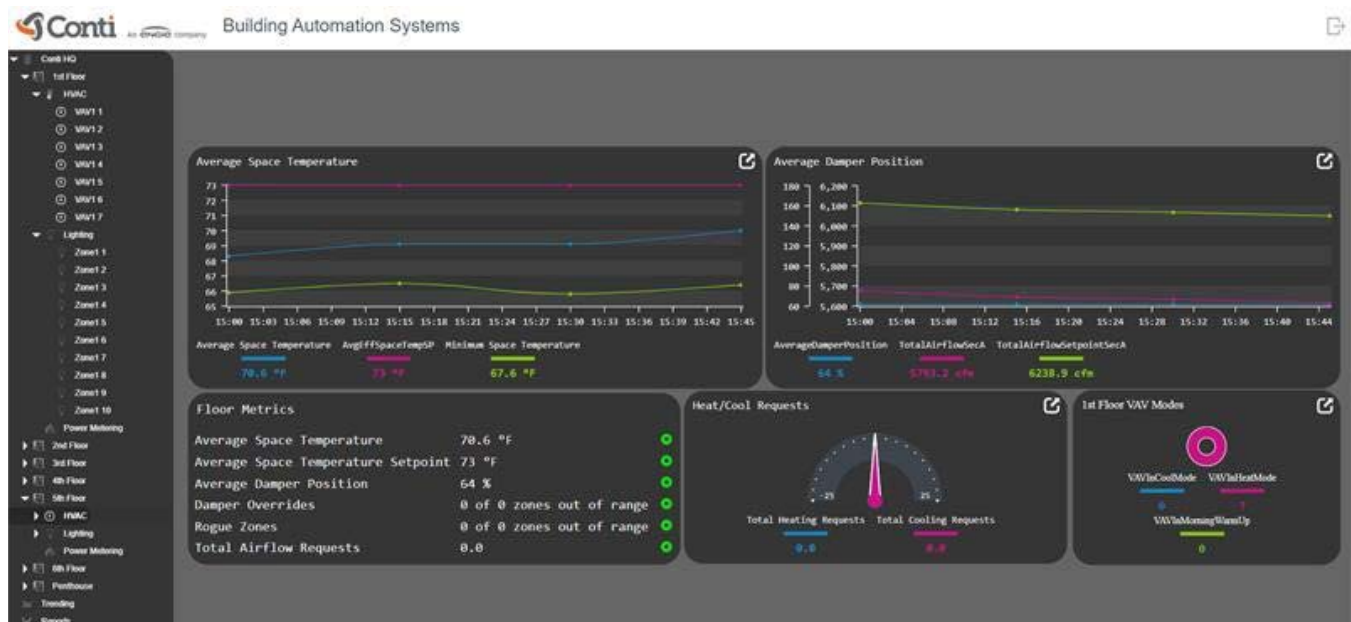 Conti An ENGIE company Building Automation Systems
Conti HQ
1st Floor
HVAC
VAV1 1
VAV1 2
VAV1 3
VAV1 4
VAV1 5
VAV1 6
VAV1 7
Lighting
Zone1 1
Zone1 2
Zone1 3
Zone1 4
Zone1 5
Zone1 6
Zone1 7
Zone1 8
Zone1 9
Zone1 10
Power Metering
2nd Floor
3rd Floor
4th Floor
5th Floor
HVAC
Lighting
Power Metering
6th Floor
Penthouse
Trending
Reports
Average Space Temperature
73
72
71
70
69
68
67
66
65
15:00 15:03 15:06 15:09 15:12 15:15 15:18 15:21 15:24 15:27 15:30 15:33 15:36 15:39 15:42 15:45
Average Space Temperature AvgEffSpaceTempSP Minimum Space Temperature
70.6 °F 73 °F 67.6 °F
Average Damper Position
180 6,200
160 6,100
140 6,000
120 5,900
100 5,800
80 5,700
60 5,600
15:00 15:04 15:08 15:12 15:16 15:20 15:24 15:28 15:32 15:36 15:40 15:44
AverageDamperPosition TotalAirflowSecA TotalAirflowSetpointSecA
64 % 5793.2 cfm 6238.9 cfm
Floor Metrics
Average Space Temperature 70.6 °F
Average Space Temperature Setpoint 73 °F
Average Damper Position 64 %
Damper Overrides 0 of 0 zones out of range
Rogue Zones 0 of 0 zones out of range
Total Airflow Requests 0.0
Heat/Cool Requests
-25 25
Total Heating Requests Total Cooling Requests
0.0 0.0
1st Floor VAV Modes
VAVInCoolMode VAVInHeatMode
0 7
VAVInMorningWarmUp
0